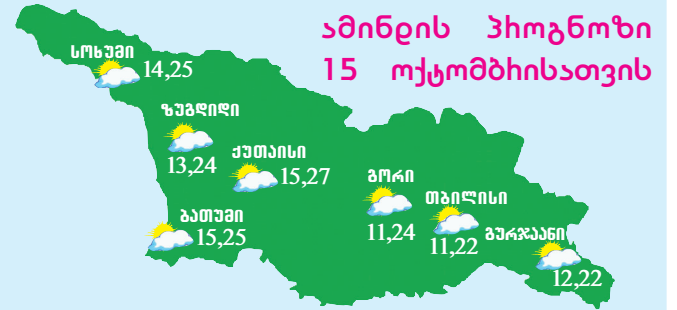 ამინდის პროგნოზი
15 ოქტომბრისათვის
სოხუმი
14,25
ზუგდიდი
13,24
ქუთაისი
15,27
ბათუმი
15,25
გორი
11,24
თბილისი
11,22
გურჯაანი
12,22